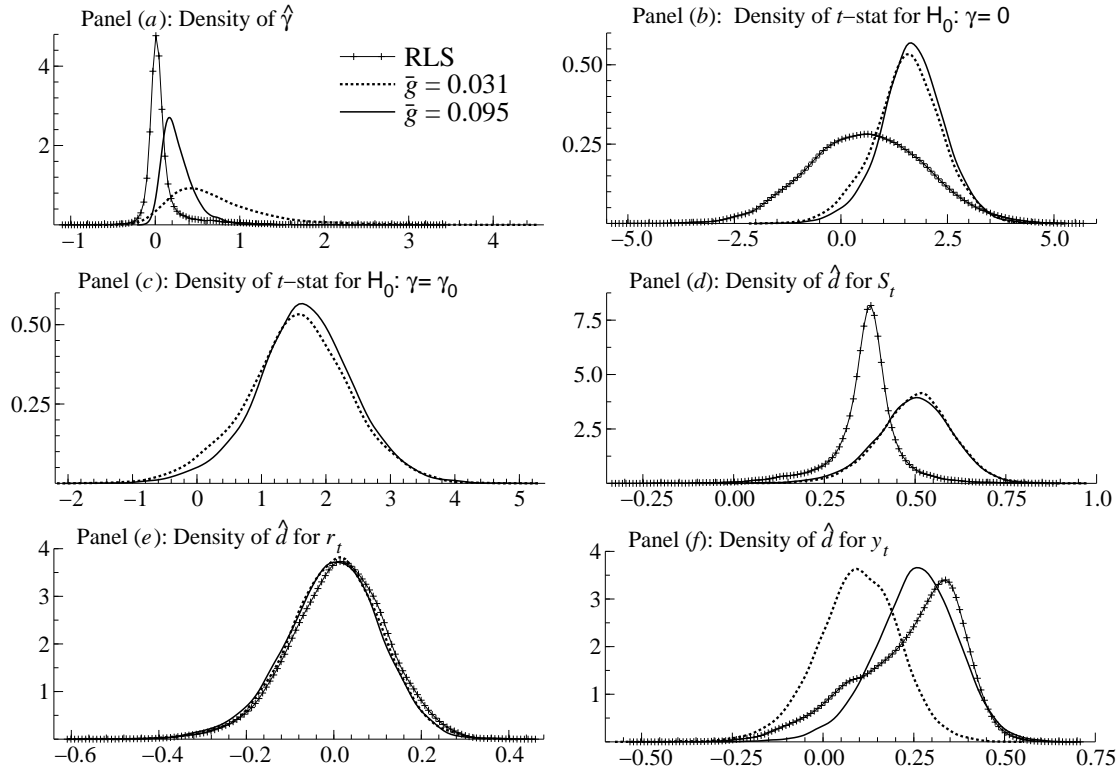 Panel (a): Density of γ̂
RLS
ḡ = 0.031
ḡ = 0.095
4
2
−1 0 1 2 3 4
Panel (b): Density of t−stat for H₀: γ= 0
0.50
0.25
−5.0 −2.5 0.0 2.5 5.0
Panel (c): Density of t−stat for H₀: γ= γ₀
0.50
0.25
−2 −1 0 1 2 3 4 5
Panel (d): Density of d̂ for Sₜ
7.5
5.0
2.5
−0.25 0.00 0.25 0.50 0.75 1.0
Panel (e): Density of d̂ for rₜ
4
3
2
1
−0.6 −0.4 −0.2 0.0 0.2 0.4
Panel (f): Density of d̂ for yₜ
4
3
2
1
−0.50 −0.25 0.00 0.25 0.50 0.75